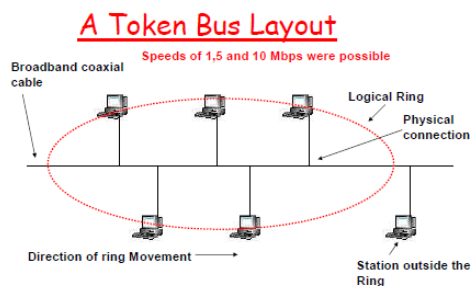 A Token Bus Layout
Speeds of 1,5 and 10 Mbps were possible
Broadband coaxial
cable
Logical Ring
Physical
connection
Direction of ring Movement
Station outside the
Ring